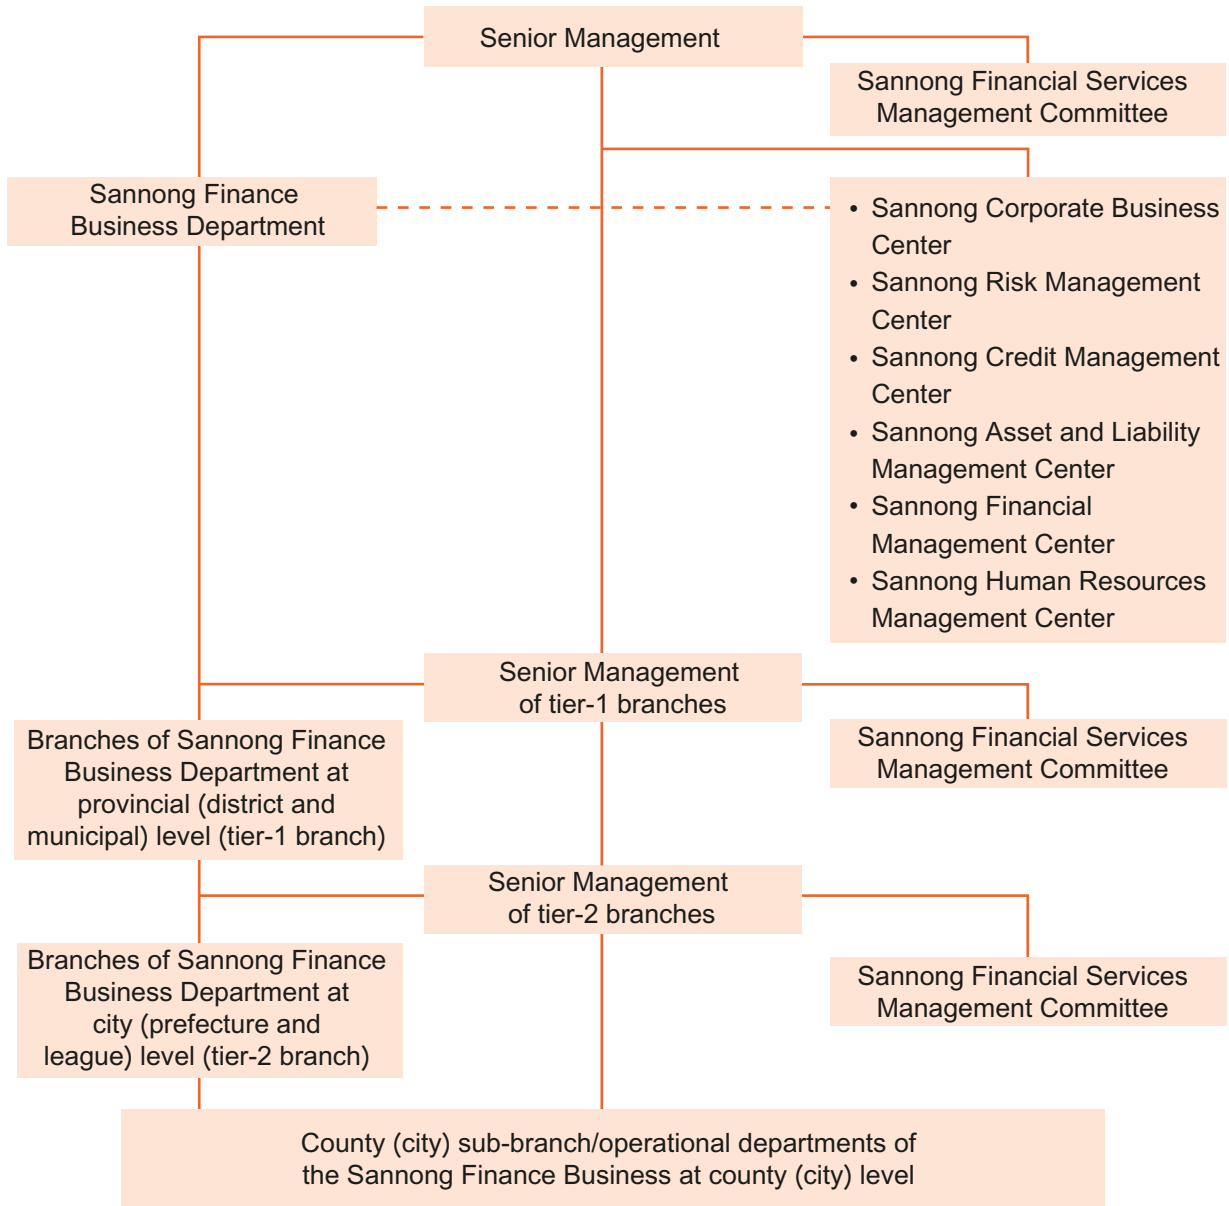 Senior Management
Sannong Financial Services
Management Committee
Sannong Finance
Business Department
• Sannong Corporate Business
Center
• Sannong Risk Management
Center
• Sannong Credit Management
Center
• Sannong Asset and Liability
Management Center
• Sannong Financial
Management Center
• Sannong Human Resources
Management Center
Senior Management
of tier-1 branches
Sannong Financial Services
Management Committee
Branches of Sannong Finance
Business Department at
provincial (district and
municipal) level (tier-1 branch)
Senior Management
of tier-2 branches
Sannong Financial Services
Management Committee
Branches of Sannong Finance
Business Department at
city (prefecture and
league) level (tier-2 branch)
County (city) sub-branch/operational departments of
the Sannong Finance Business at county (city) level